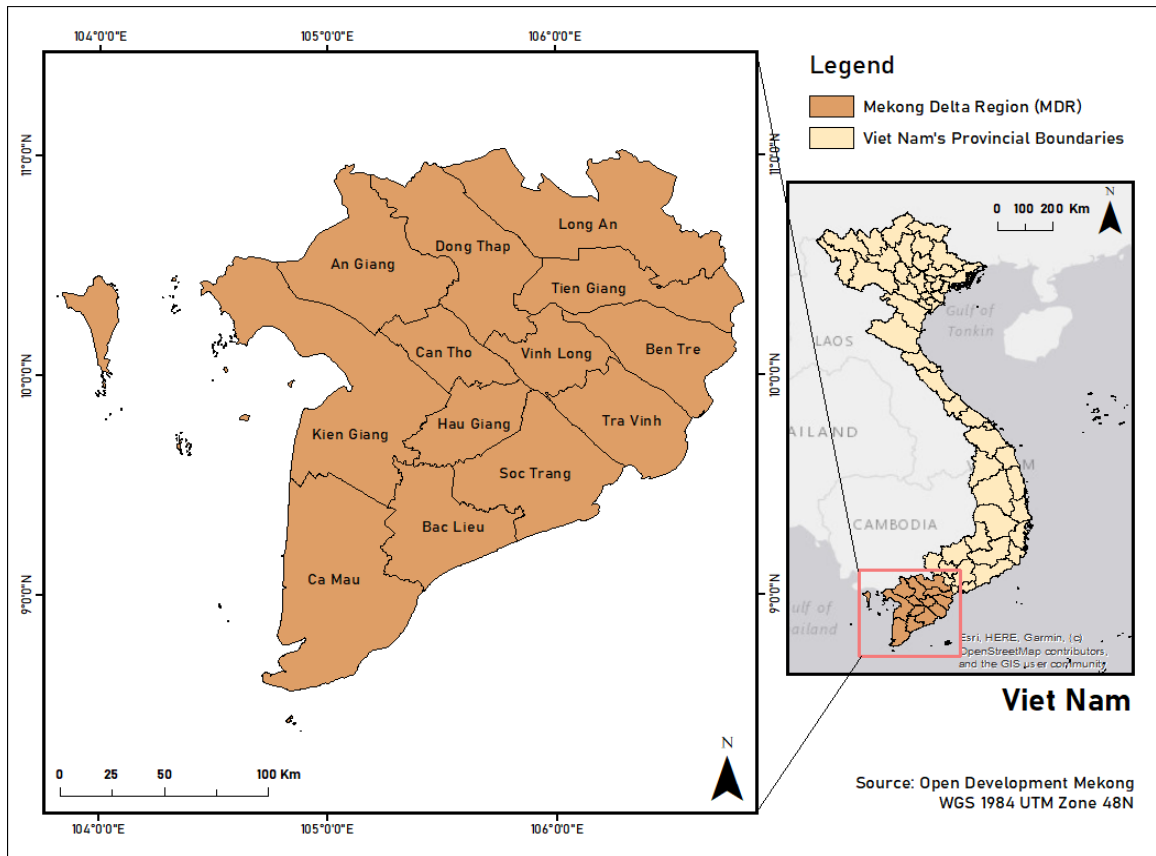 104°0'0"E
105°0'0"E
106°0'0"E
11°0'0"N
11°0'0"N
10°0'0"N
10°0'0"N
9°0'0"N
9°0'0"N
Long An
Dong Thap
An Giang
Tien Giang
Can Tho
Vinh Long
Ben Tre
Kien Giang
Hau Giang
Tra Vinh
Soc Trang
Bac Lieu
Ca Mau
0 25 50 100 Km
N
104°0'0"E
105°0'0"E
106°0'0"E
Legend
Mekong Delta Region (MDR)
Viet Nam's Provincial Boundaries
N
0 100 200 Km
Gulf of
Tonkin
LAOS
AILAND
CAMBODIA
ulf of
ailand
Esri, HERE, Garmin, (c)
OpenStreetMap contributors,
and the GIS user community
Viet Nam
Source: Open Development Mekong
WGS 1984 UTM Zone 48N